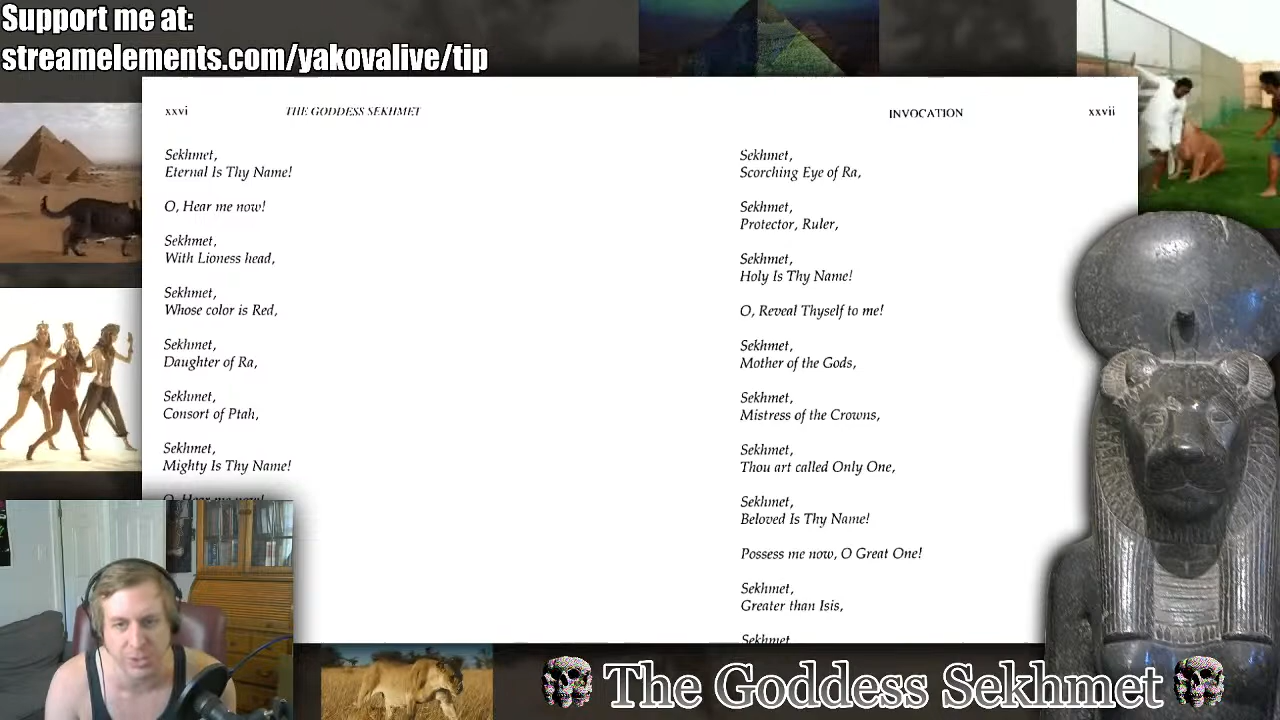 Support me at:
streamelements.com/yakovalive/tip
xxvi
THE GODDESS SEKHMET
Sekhmet,
Eternal Is Thy Name!
O, Hear me now!
Sekhmet,
With Lioness head,
Sekhmet,
Whose color is Red,
Sekhmet,
Daughter of Ra,
Sekhmet,
Consort of Ptah,
Sekhmet,
Mighty Is Thy Name!
O, Hear me now!
INVOCATION
xxvii
Sekhmet,
Scorching Eye of Ra,
Sekhmet,
Protector, Ruler,
Sekhmet,
Holy Is Thy Name!
O, Reveal Thyself to me!
Sekhmet,
Mother of the Gods,
Sekhmet,
Mistress of the Crowns,
Sekhmet,
Thou art called Only One,
Sekhmet,
Beloved Is Thy Name!
Possess me now, O Great One!
Sekhmet,
Greater than Isis,
Sekhmet
The Goddess Sekhmet